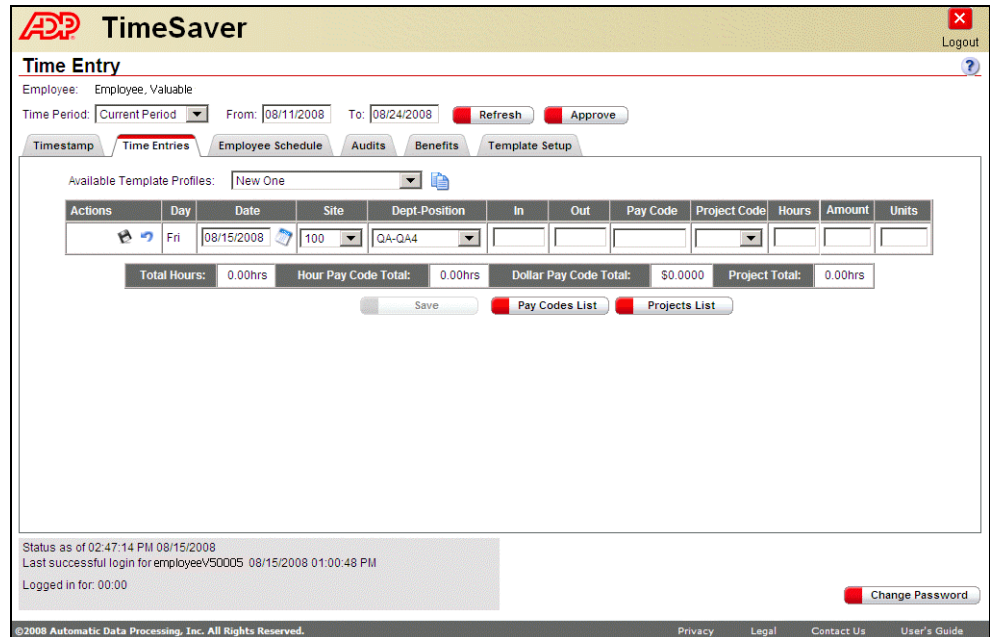 ADP TimeSaver
Logout
Time Entry
?
Employee: Employee, Valuable
Time Period: Current Period From: 08/11/2008 To: 08/24/2008 Refresh Approve
Timestamp Time Entries Employee Schedule Audits Benefits Template Setup
Available Template Profiles: New One
Actions Day Date Site Dept-Position In Out Pay Code Project Code Hours Amount Units
Fri 08/15/2008 100 QA-QA4
Total Hours: 0.00hrs Hour Pay Code Total: 0.00hrs Dollar Pay Code Total: $0.0000 Project Total: 0.00hrs
Save Pay Codes List Projects List
Status as of 02:47:14 PM 08/15/2008
Last successful login for employeeV50005 08/15/2008 01:00:48 PM
Logged in for: 00:00
Change Password
©2008 Automatic Data Processing, Inc. All Rights Reserved. Privacy Legal Contact Us User's Guide